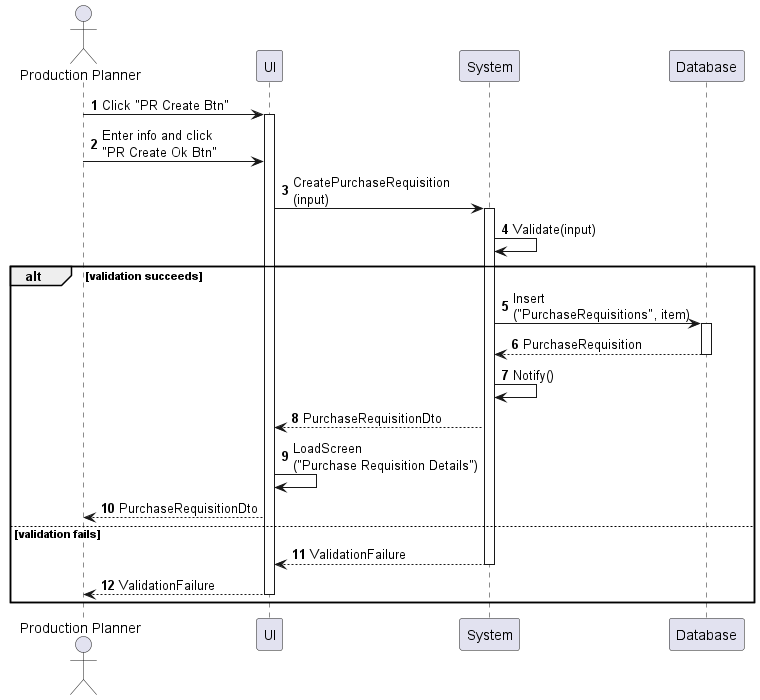 Production Planner
UI
System
Database
1 Click "PR Create Btn"
2 Enter info and click
"PR Create Ok Btn"
3 CreatePurchaseRequisition
(input)
4 Validate(input)
alt [validation succeeds]
5 Insert
("PurchaseRequisitions", item)
6 PurchaseRequisition
7 Notify()
8 PurchaseRequisitionDto
9 LoadScreen
("Purchase Requisition Details")
10 PurchaseRequisitionDto
[validation fails]
11 ValidationFailure
12 ValidationFailure
Production Planner
UI
System
Database